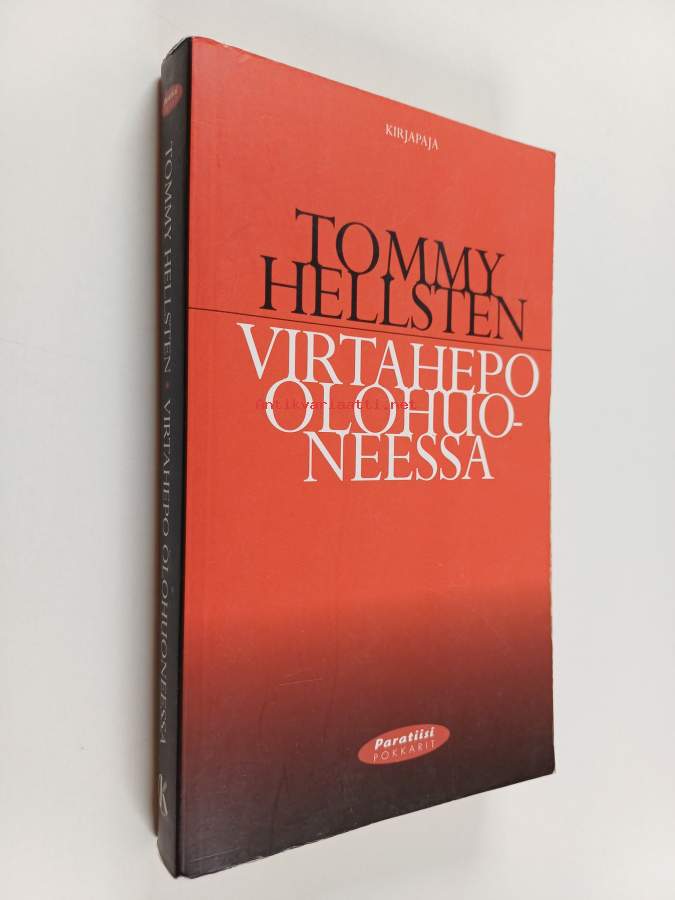 KIRJAPAJA
TOMMY
HELLSTEN
VIRTAHEPO
OLOHUO-
NEESSA
antikvariaatti.net
Paratiisi
POKKARIT
TOMMY HELLSTEN • VIRTAHEPO OLOHUONEESSA
K